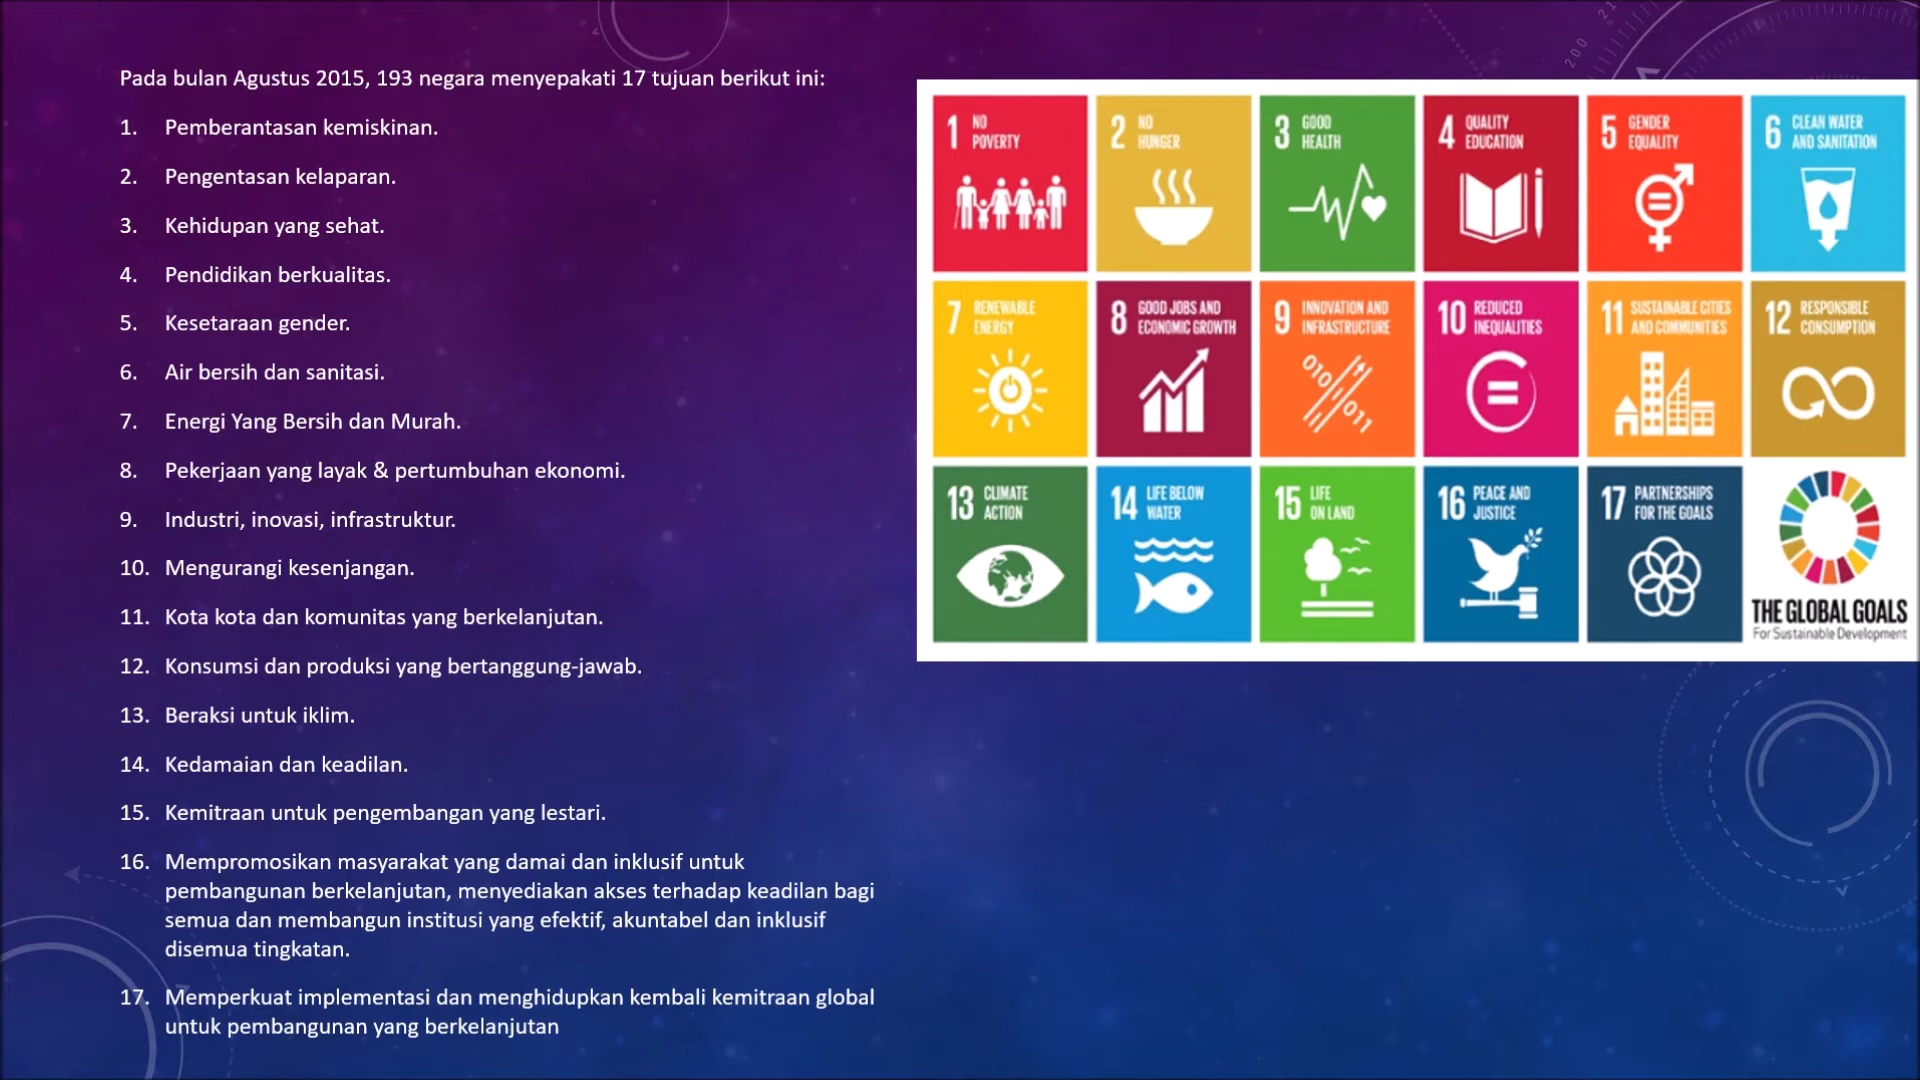 Pada bulan Agustus 2015, 193 negara menyepakati 17 tujuan berikut ini:
1. Pemberantasan kemiskinan.
2. Pengentasan kelaparan.
3. Kehidupan yang sehat.
4. Pendidikan berkualitas.
5. Kesetaraan gender.
6. Air bersih dan sanitasi.
7. Energi Yang Bersih dan Murah.
8. Pekerjaan yang layak & pertumbuhan ekonomi.
9. Industri, inovasi, infrastruktur.
10. Mengurangi kesenjangan.
11. Kota kota dan komunitas yang berkelanjutan.
12. Konsumsi dan produksi yang bertanggung-jawab.
13. Beraksi untuk iklim.
14. Kedamaian dan keadilan.
15. Kemitraan untuk pengembangan yang lestari.
16. Mempromosikan masyarakat yang damai dan inklusif untuk
pembangunan berkelanjutan, menyediakan akses terhadap keadilan bagi
semua dan membangun institusi yang efektif, akuntabel dan inklusif
disemua tingkatan.
17. Memperkuat implementasi dan menghidupkan kembali kemitraan global
untuk pembangunan yang berkelanjutan
1 NO
POVERTY
2 NO
HUNGER
3 GOOD
HEALTH
4 QUALITY
EDUCATION
5 GENDER
EQUALITY
6 CLEAN WATER
AND SANITATION
7 RENEWABLE
ENERGY
8 GOOD JOBS AND
ECONOMIC GROWTH
9 INNOVATION AND
INFRASTRUCTURE
010
011
10 REDUCED
INEQUALITIES
11 SUSTAINABLE CITIES
AND COMMUNITIES
12 RESPONSIBLE
CONSUMPTION
13 CLIMATE
ACTION
14 LIFE BELOW
WATER
15 LIFE
ON LAND
16 PEACE AND
JUSTICE
17 PARTNERSHIPS
FOR THE GOALS
THE GLOBAL GOALS
For Sustainable Development
200